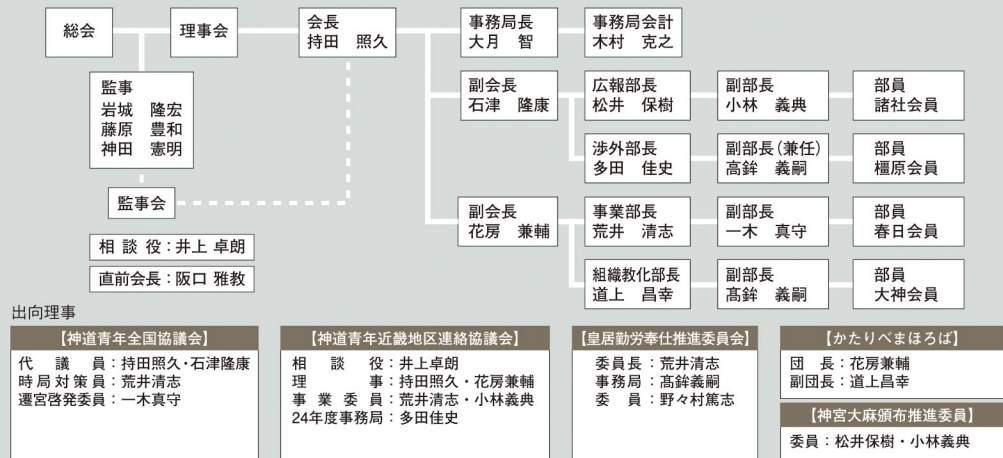 総会
理事会
会長
持田 照久
事務局長
大月 智
事務局会計
木村 克之
監事
岩城 隆宏
藤原 豊和
神田 憲明
監事会
相 談 役：井上 卓朗
直前会長：阪口 雅教
副会長
石津 隆康
広報部長
松井 保樹
副部長
小林 義典
部員
諸社会員
渉外部長
多田 佳史
副部長（兼任）
高鉾 義嗣
部員
橿原会員
副会長
花房 兼輔
事業部長
荒井 清志
副部長
一木 真守
部員
春日会員
組織教化部長
道上 昌幸
副部長
髙鉾 義嗣
部員
大神会員
出向理事
【神道青年全国協議会】
代 議 員：持田照久・石津隆康
時局対策員：荒井清志
遷宮啓発委員：一木真守
【神道青年近畿地区連絡協議会】
相 談 役：井上卓朗
理 事：持田照久・花房兼輔
事 業 委 員：荒井清志・小林義典
24年度事務局：多田佳史
【皇居勤労奉仕推進委員会】
委員長：荒井清志
事務局：髙鉾義嗣
委 員：野々村篤志
【かたりべまほろば】
団 長：花房兼輔
副団長：道上昌幸
【神宮大麻頒布推進委員】
委員：松井保樹・小林義典